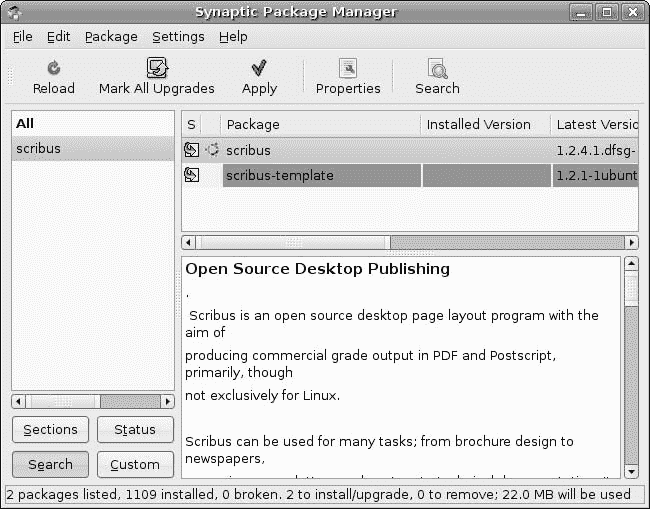 Synaptic Package Manager
File Edit Package Settings Help
Reload Mark All Upgrades Apply Properties Search
All
scribus
S Package Installed Version Latest Versio
scribus 1.2.4.1.dfsg-
scribus-template 1.2.1-1ubunt
Open Source Desktop Publishing
.
Scribus is an open source desktop page layout program with the
aim of
producing commercial grade output in PDF and Postscript,
primarily, though
not exclusively for Linux.
Scribus can be used for many tasks; from brochure design to
newspapers,
Sections Status
Search Custom
2 packages listed, 1109 installed, 0 broken. 2 to install/upgrade, 0 to remove; 22.0 MB will be used